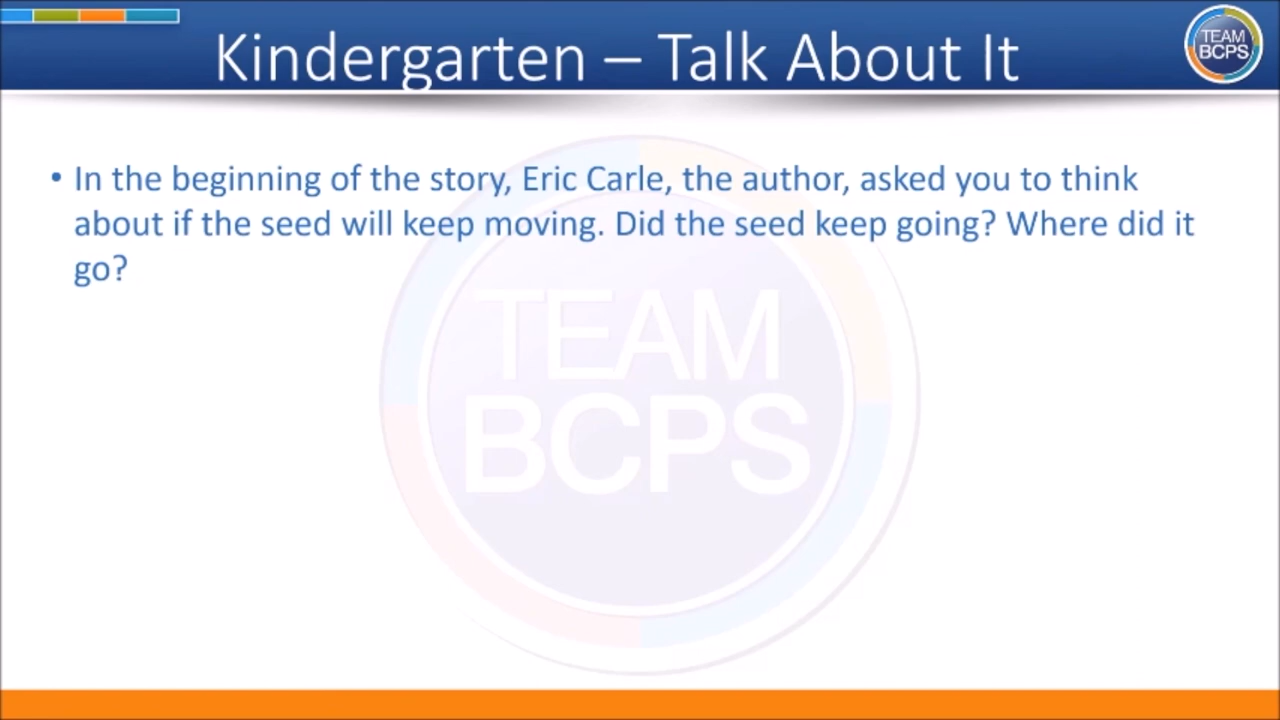 Kindergarten – Talk About It
TEAM
BCPS
• In the beginning of the story, Eric Carle, the author, asked you to think
about if the seed will keep moving. Did the seed keep going? Where did it
go?
TEAM
BCPS